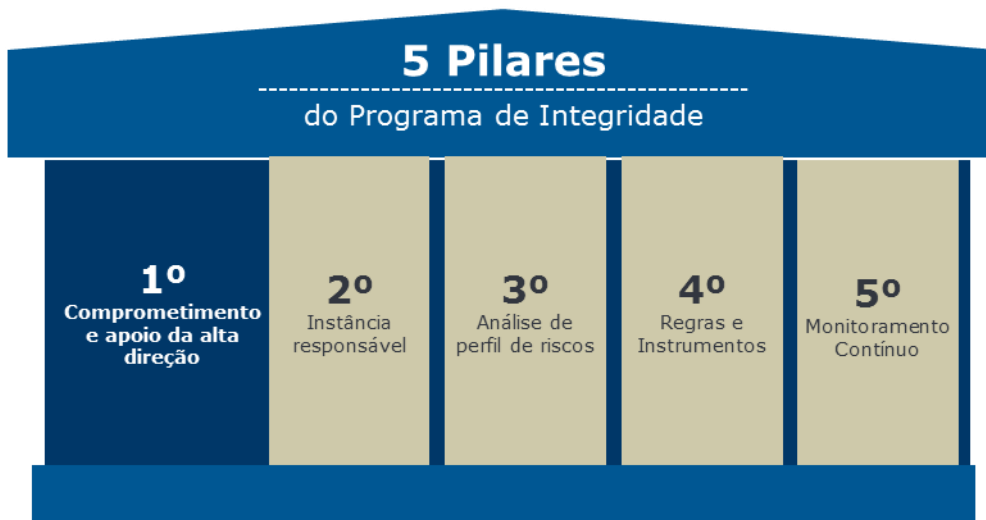 5 Pilares
do Programa de Integridade
1º
Comprometimento
e apoio da alta
direção
2º
Instância
responsável
3º
Análise de
perfil de riscos
4º
Regras e
Instrumentos
5º
Monitoramento
Contínuo